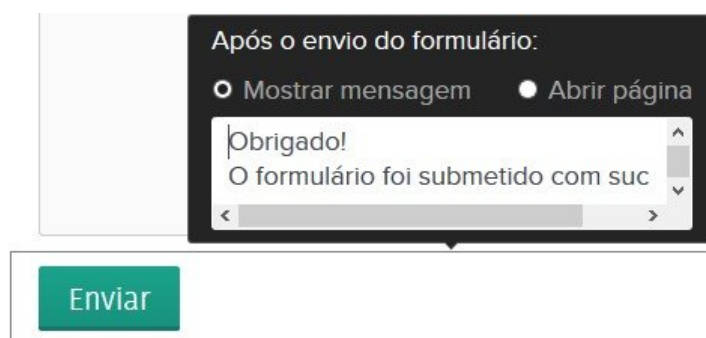 Após o envio do formulário:
Mostrar mensagem Abrir página
Obrigado!
O formulário foi submetido com suc
Enviar